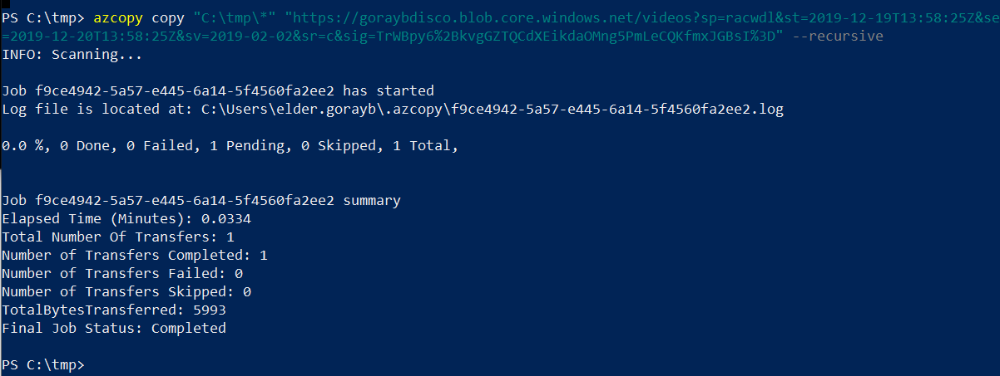 PS C:\tmp> azcopy copy "C:\tmp\*" "https://goraybdisco.blob.core.windows.net/videos?sp=racwdl&st=2019-12-19T13:58:25Z&se
=2019-12-20T13:58:25Z&sv=2019-02-02&sr=c&sig=TrWBpy6%2BkvgGZTQCdXEikdaOMng5PmLeCQKfmxJGBsI%3D" --recursive
INFO: Scanning...
Job f9ce4942-5a57-e445-6a14-5f4560fa2ee2 has started
Log file is located at: C:\Users\elder.gorayb\.azcopy\f9ce4942-5a57-e445-6a14-5f4560fa2ee2.log
0.0 %, 0 Done, 0 Failed, 1 Pending, 0 Skipped, 1 Total,
Job f9ce4942-5a57-e445-6a14-5f4560fa2ee2 summary
Elapsed Time (Minutes): 0.0334
Total Number Of Transfers: 1
Number of Transfers Completed: 1
Number of Transfers Failed: 0
Number of Transfers Skipped: 0
TotalBytesTransferred: 5993
Final Job Status: Completed
PS C:\tmp>